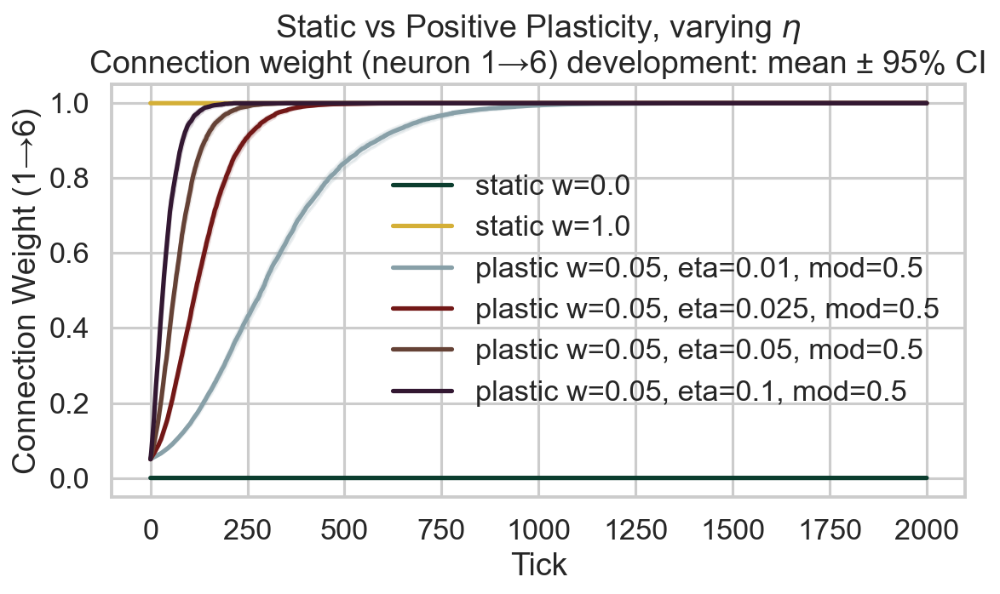 Static vs Positive Plasticity, varying η
Connection weight (neuron 1→6) development: mean ± 95% CI
Connection Weight (1→6)
1.0
0.8
0.6
0.4
0.2
0.0
static w=0.0
static w=1.0
plastic w=0.05, eta=0.01, mod=0.5
plastic w=0.05, eta=0.025, mod=0.5
plastic w=0.05, eta=0.05, mod=0.5
plastic w=0.05, eta=0.1, mod=0.5
0 250 500 750 1000 1250 1500 1750 2000
Tick